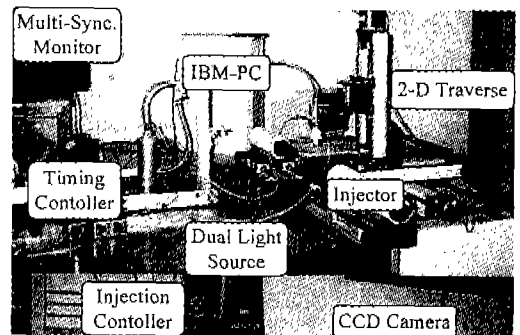 Multi-Sync.
Monitor
IBM-PC
2-D Traverse
Timing
Contoller
Injector
Dual Light
Source
Injection
Contoller
CCD Camera